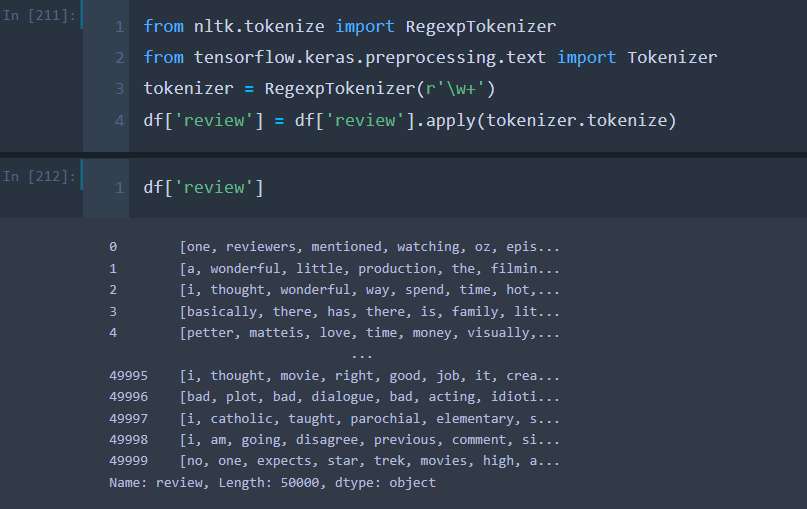 In [211]:
1 from nltk.tokenize import RegexpTokenizer
2 from tensorflow.keras.preprocessing.text import Tokenizer
3 tokenizer = RegexpTokenizer(r'\w+')
4 df['review'] = df['review'].apply(tokenizer.tokenize)
In [212]:
1 df['review']
0 [one, reviewers, mentioned, watching, oz, epis...
1 [a, wonderful, little, production, the, filmin...
2 [i, thought, wonderful, way, spend, time, hot,...
3 [basically, there, has, there, is, family, lit...
4 [petter, matteis, love, time, money, visually,...
...
49995 [i, thought, movie, right, good, job, it, crea...
49996 [bad, plot, bad, dialogue, bad, acting, idioti...
49997 [i, catholic, taught, parochial, elementary, s...
49998 [i, am, going, disagree, previous, comment, si...
49999 [no, one, expects, star, trek, movies, high, a...
Name: review, Length: 50000, dtype: object